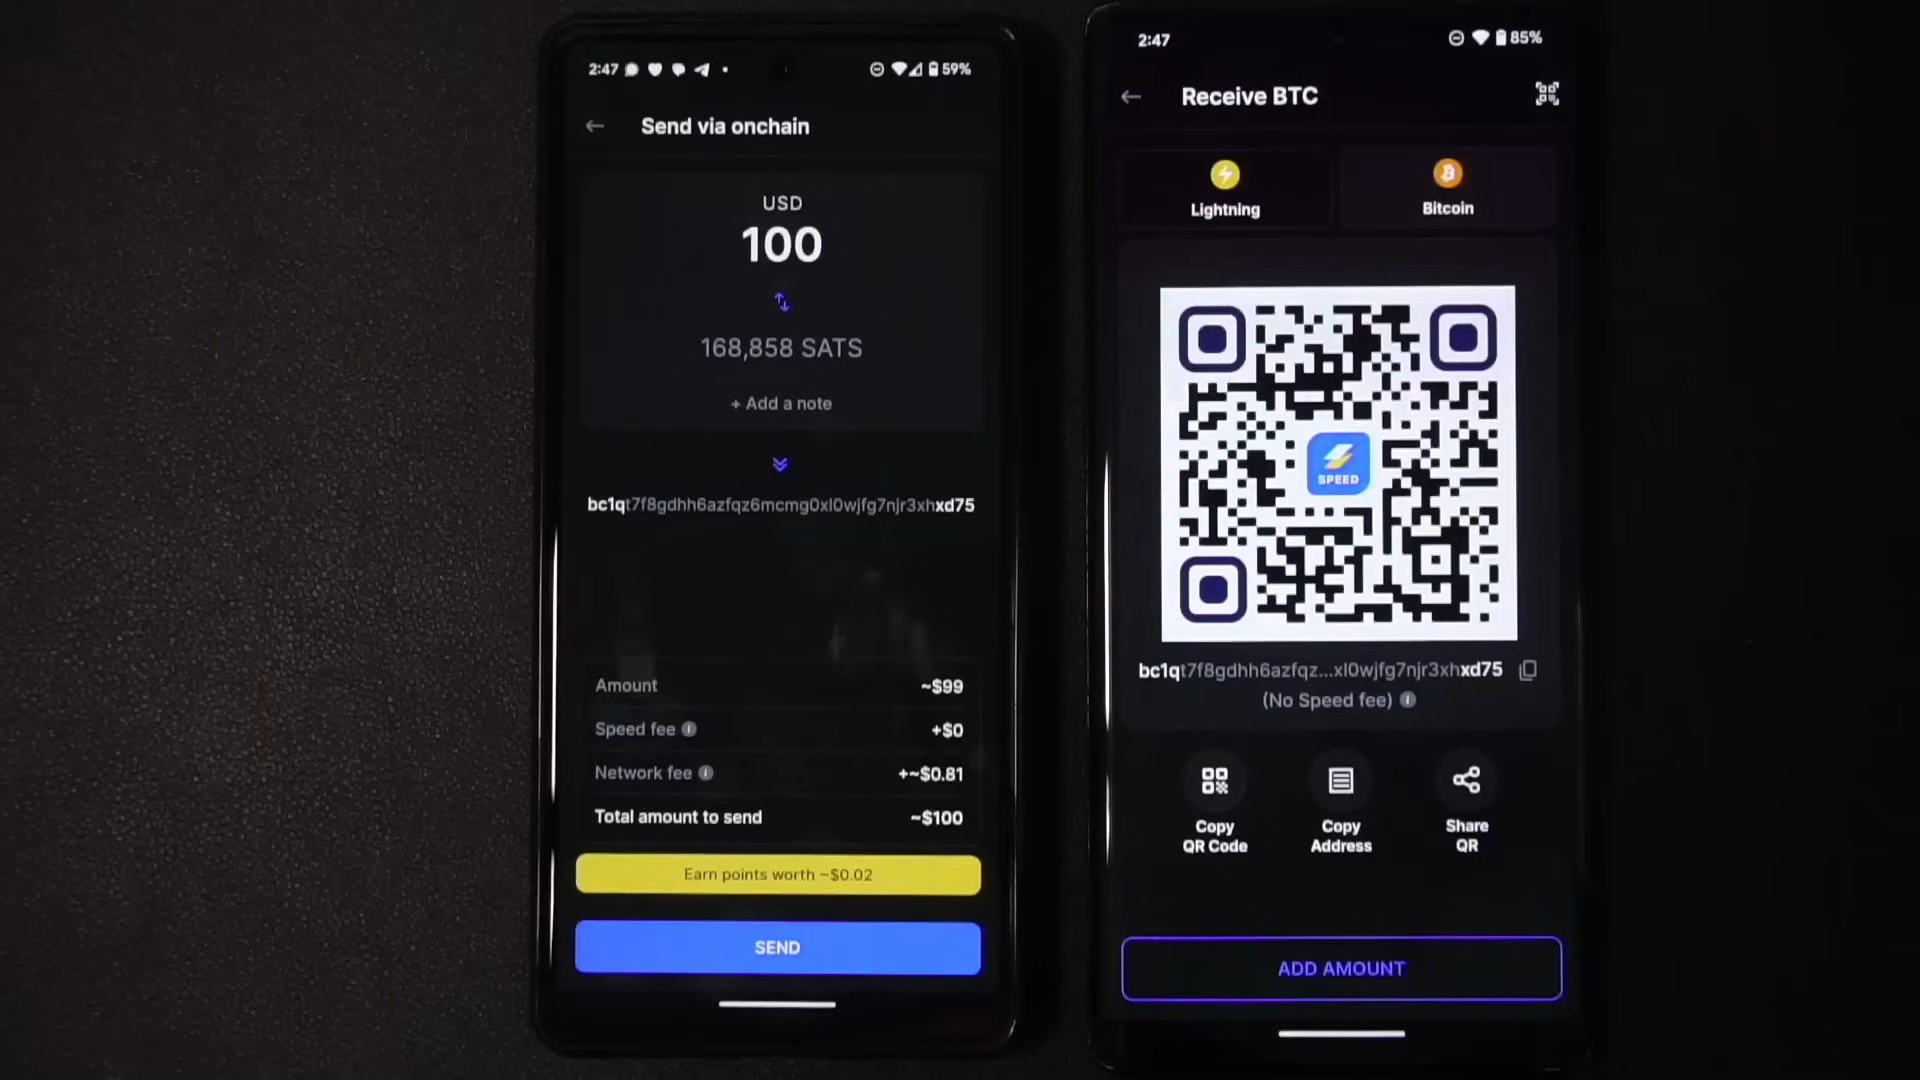 2:47
59%
Send via onchain
USD
100
168,858 SATS
+ Add a note
bc1qt7f8gdhh6azfqz6mcmg0xl0wjfg7njr3xhxd75
Amount ~$99
Speed fee +$0
Network fee +~$0.81
Total amount to send ~$100
Earn points worth ~$0.02
SEND
2:47
85%
Receive BTC
Lightning
Bitcoin
SPEED
bc1qt7f8gdhh6azfqz...xl0wjfg7njr3xhxd75
(No Speed fee)
Copy
QR Code
Copy
Address
Share
QR
ADD AMOUNT